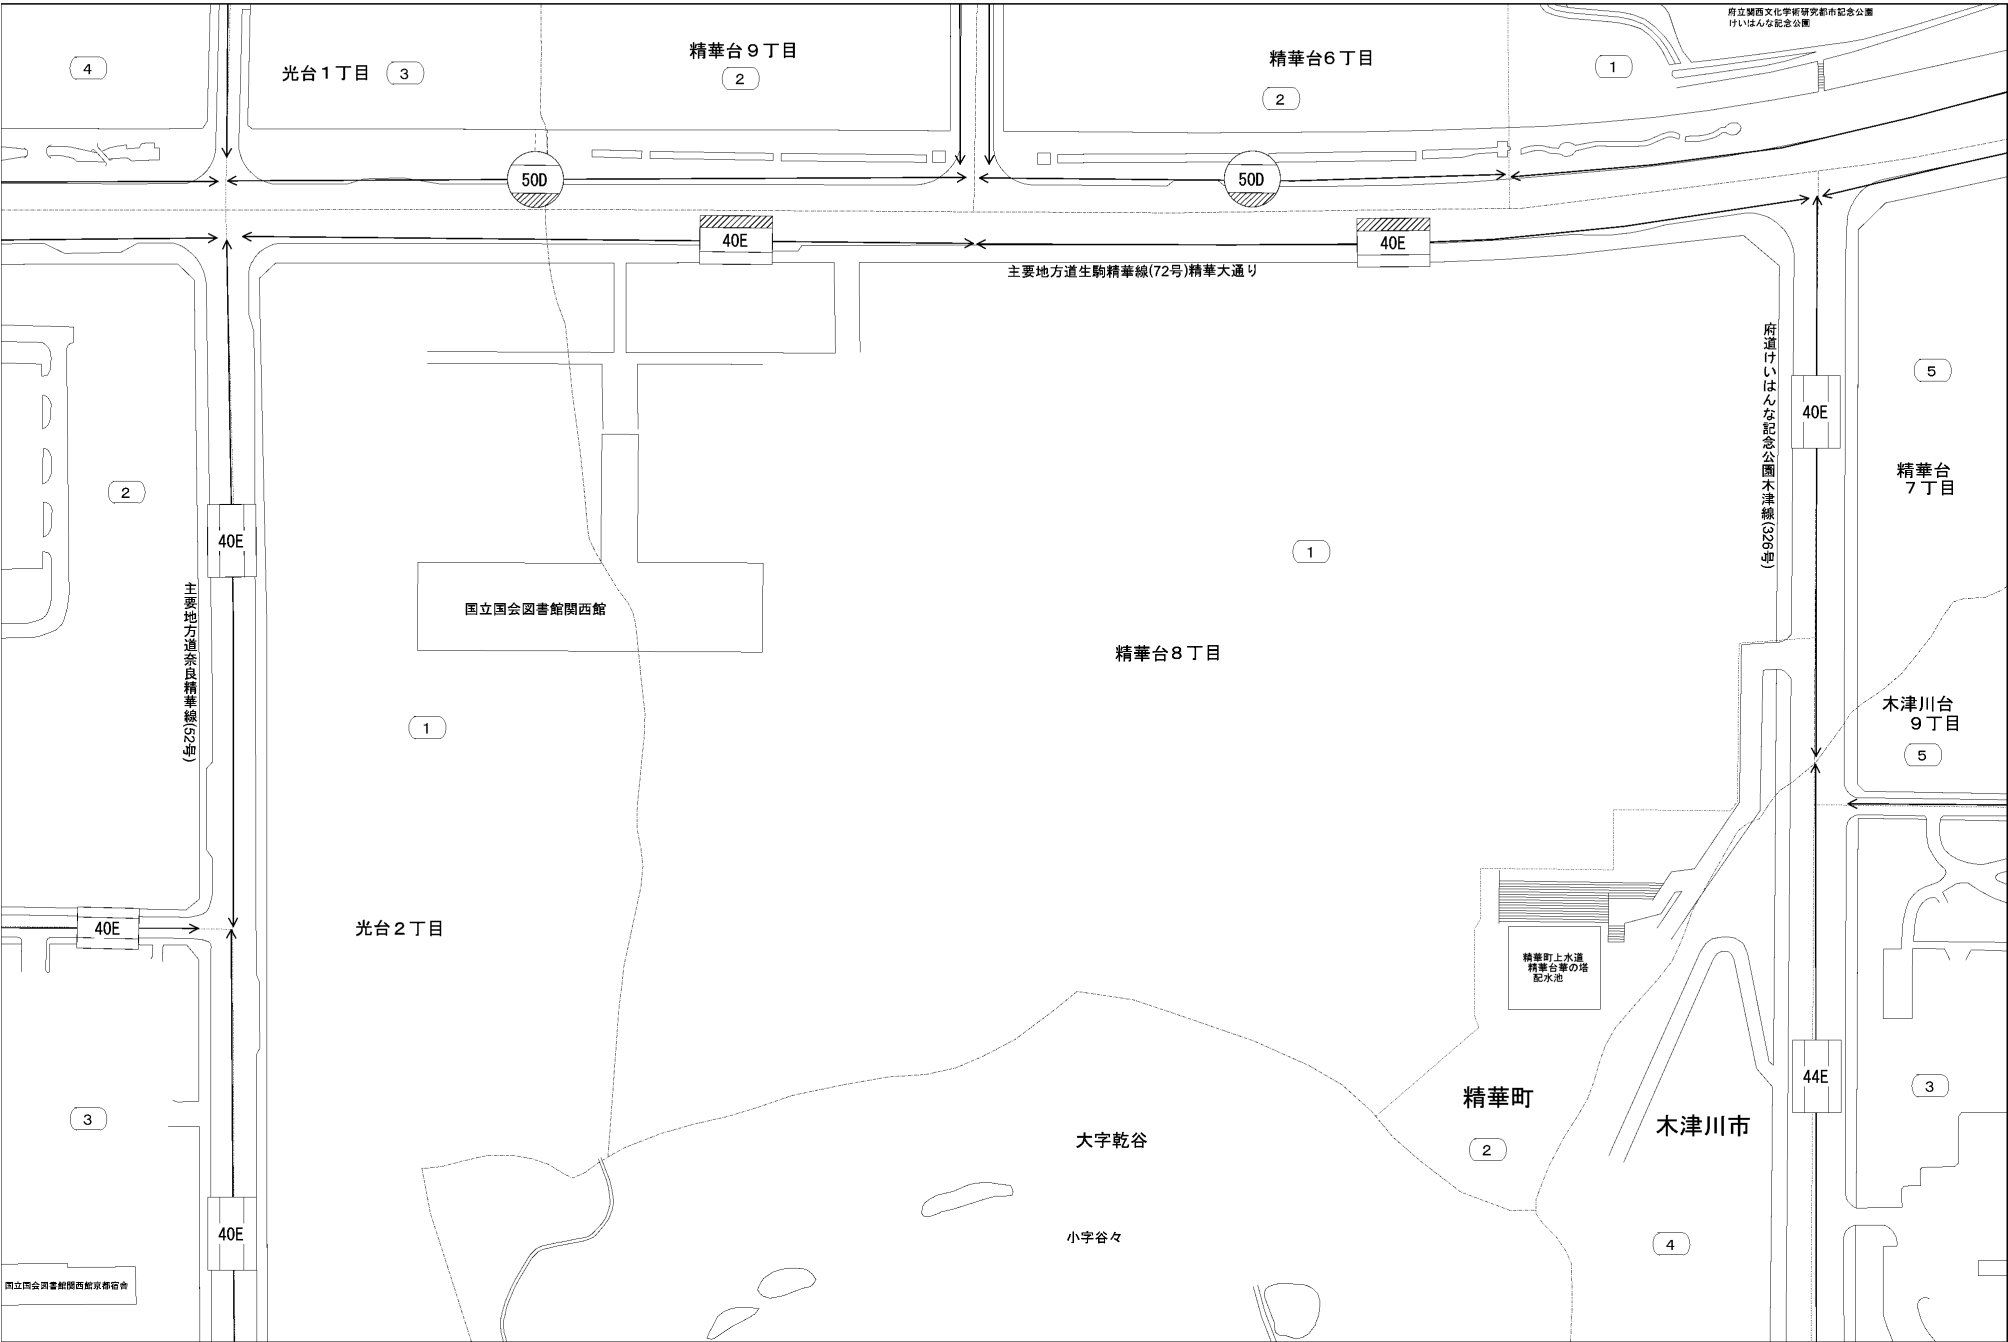 府立関西文化学術研究都市記念公園
けいはんな記念公園
4
光台1丁目
3
精華台9丁目
2
精華台6丁目
2
1
50D
50D
40E
40E
主要地方道生駒精華線(72号)精華大通り
府道けいはんな記念公園木津線(326号)
40E
5
精華台
7丁目
2
40E
主要地方道奈良精華線(52号)
1
国立国会図書館関西館
精華台8丁目
1
木津川台
9丁目
5
光台2丁目
40E
精華町上水道
精華台華の塔
配水池
44E
3
精華町
木津川市
3
大字乾谷
2
40E
小字谷々
4
国立国会図書館関西館京都宿舎